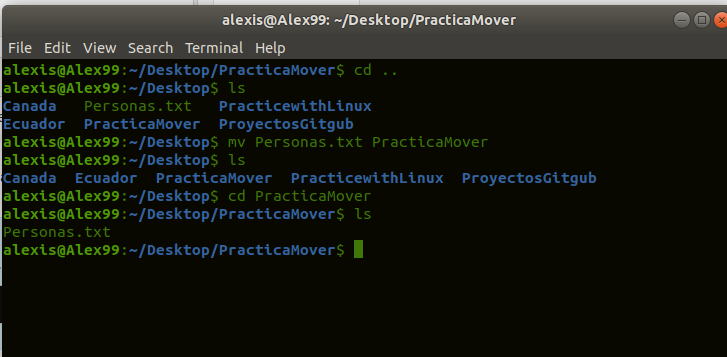 alexis@Alex99: ~/Desktop/PracticaMover
File Edit View Search Terminal Help
alexis@Alex99:~/Desktop/PracticaMover$ cd ..
alexis@Alex99:~/Desktop$ ls
Canada Personas.txt PracticewithLinux
Ecuador PracticaMover ProyectosGitgub
alexis@Alex99:~/Desktop$ mv Personas.txt PracticaMover
alexis@Alex99:~/Desktop$ ls
Canada Ecuador PracticaMover PracticewithLinux ProyectosGitgub
alexis@Alex99:~/Desktop$ cd PracticaMover
alexis@Alex99:~/Desktop/PracticaMover$ ls
Personas.txt
alexis@Alex99:~/Desktop/PracticaMover$